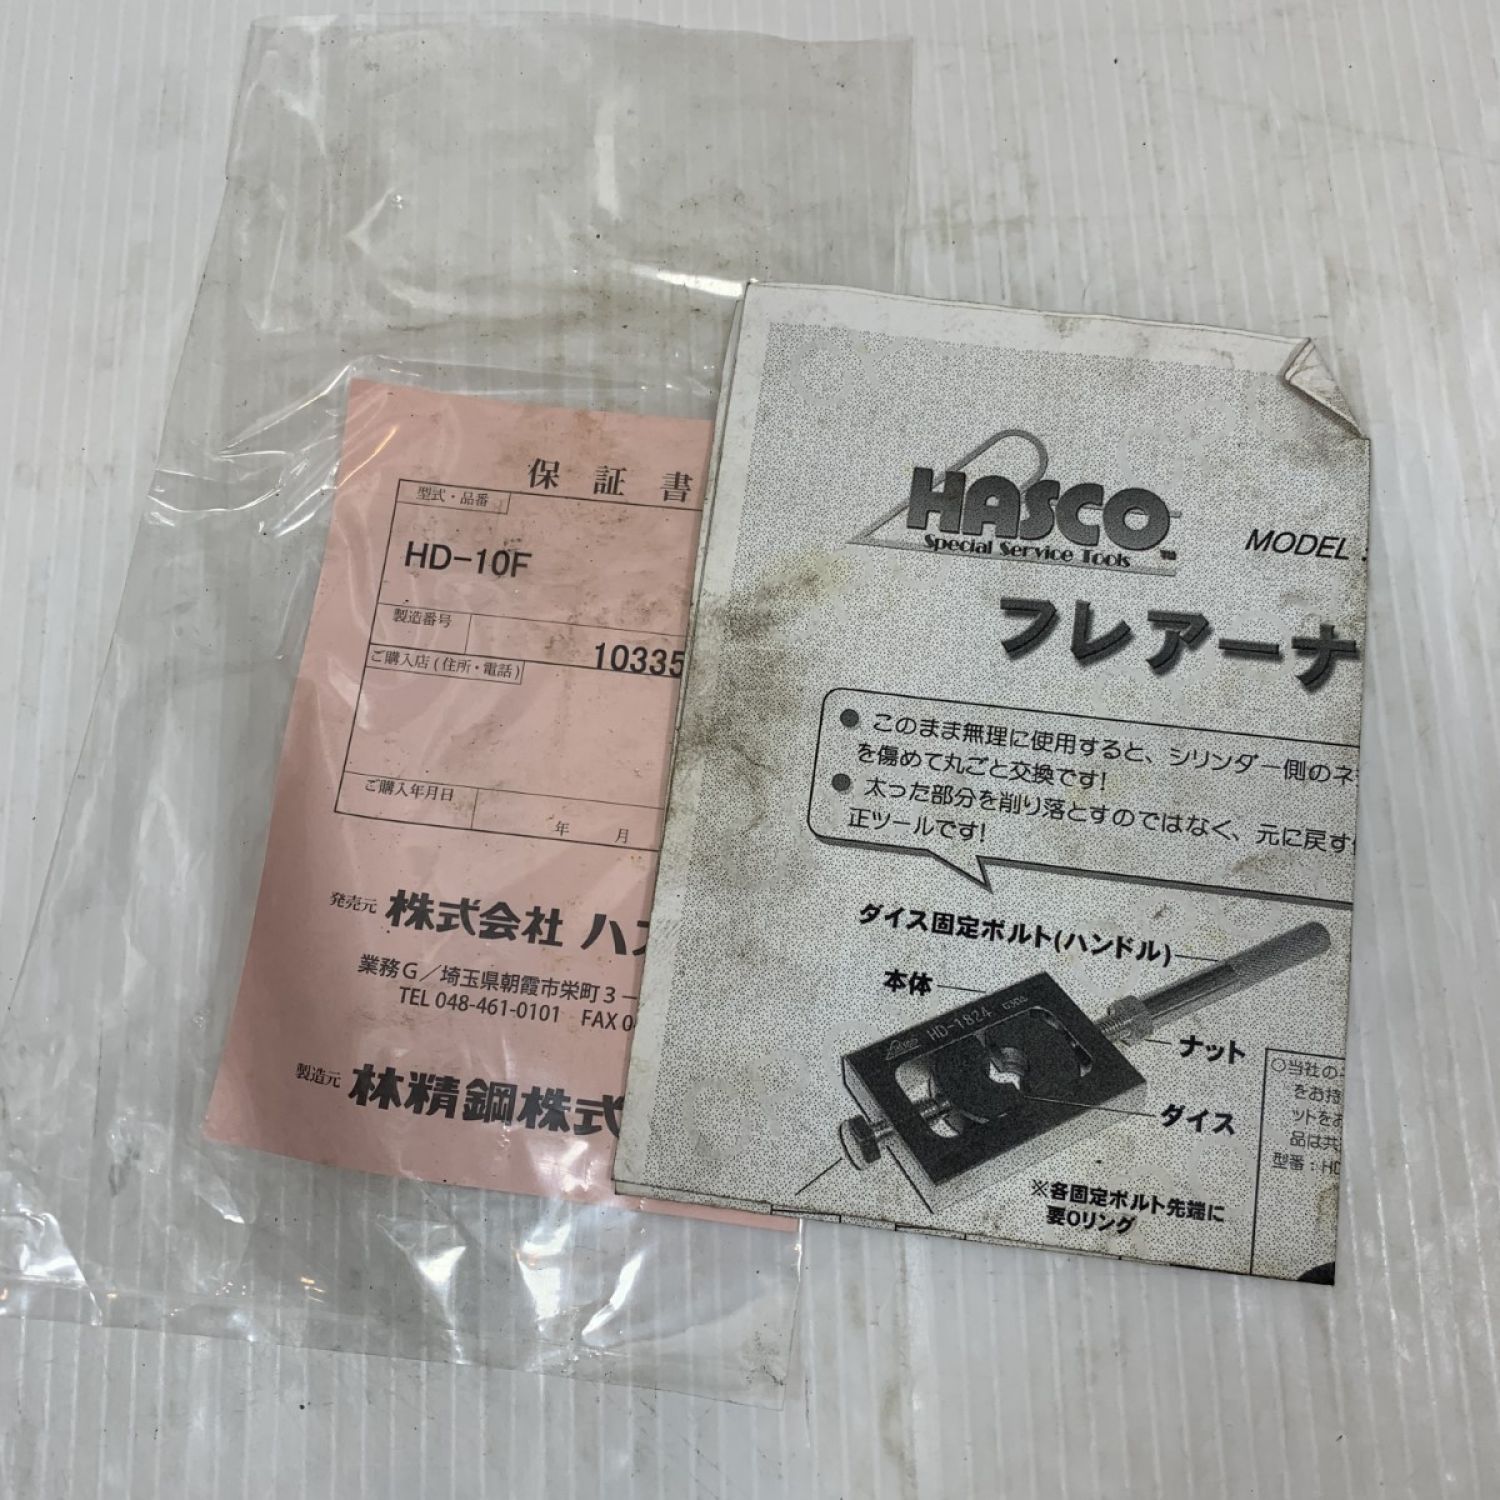 保証書
型式・品番
HD-10F
製造番号
10335
ご購入店(住所・電話)
ご購入年月日
年 月
発売元 株式会社 ハス
業務G/埼玉県朝霞市栄町3-
TEL 048-461-0101 FAX 04
製造元 林精鋼株式
HASCO
Special Service Tools TM
MODEL :
フレアーナ
● このまま無理に使用すると、シリンダー側のネ
を傷めて丸ごと交換です!
● 太った部分を削り落とすのではなく、元に戻す
正ツールです!
ダイス固定ボルト(ハンドル)
本体
HD-1824
ナット
ダイス
※各固定ボルト先端に
要Oリング
○当社の
をお持
ットをお
品は共
型番:HD